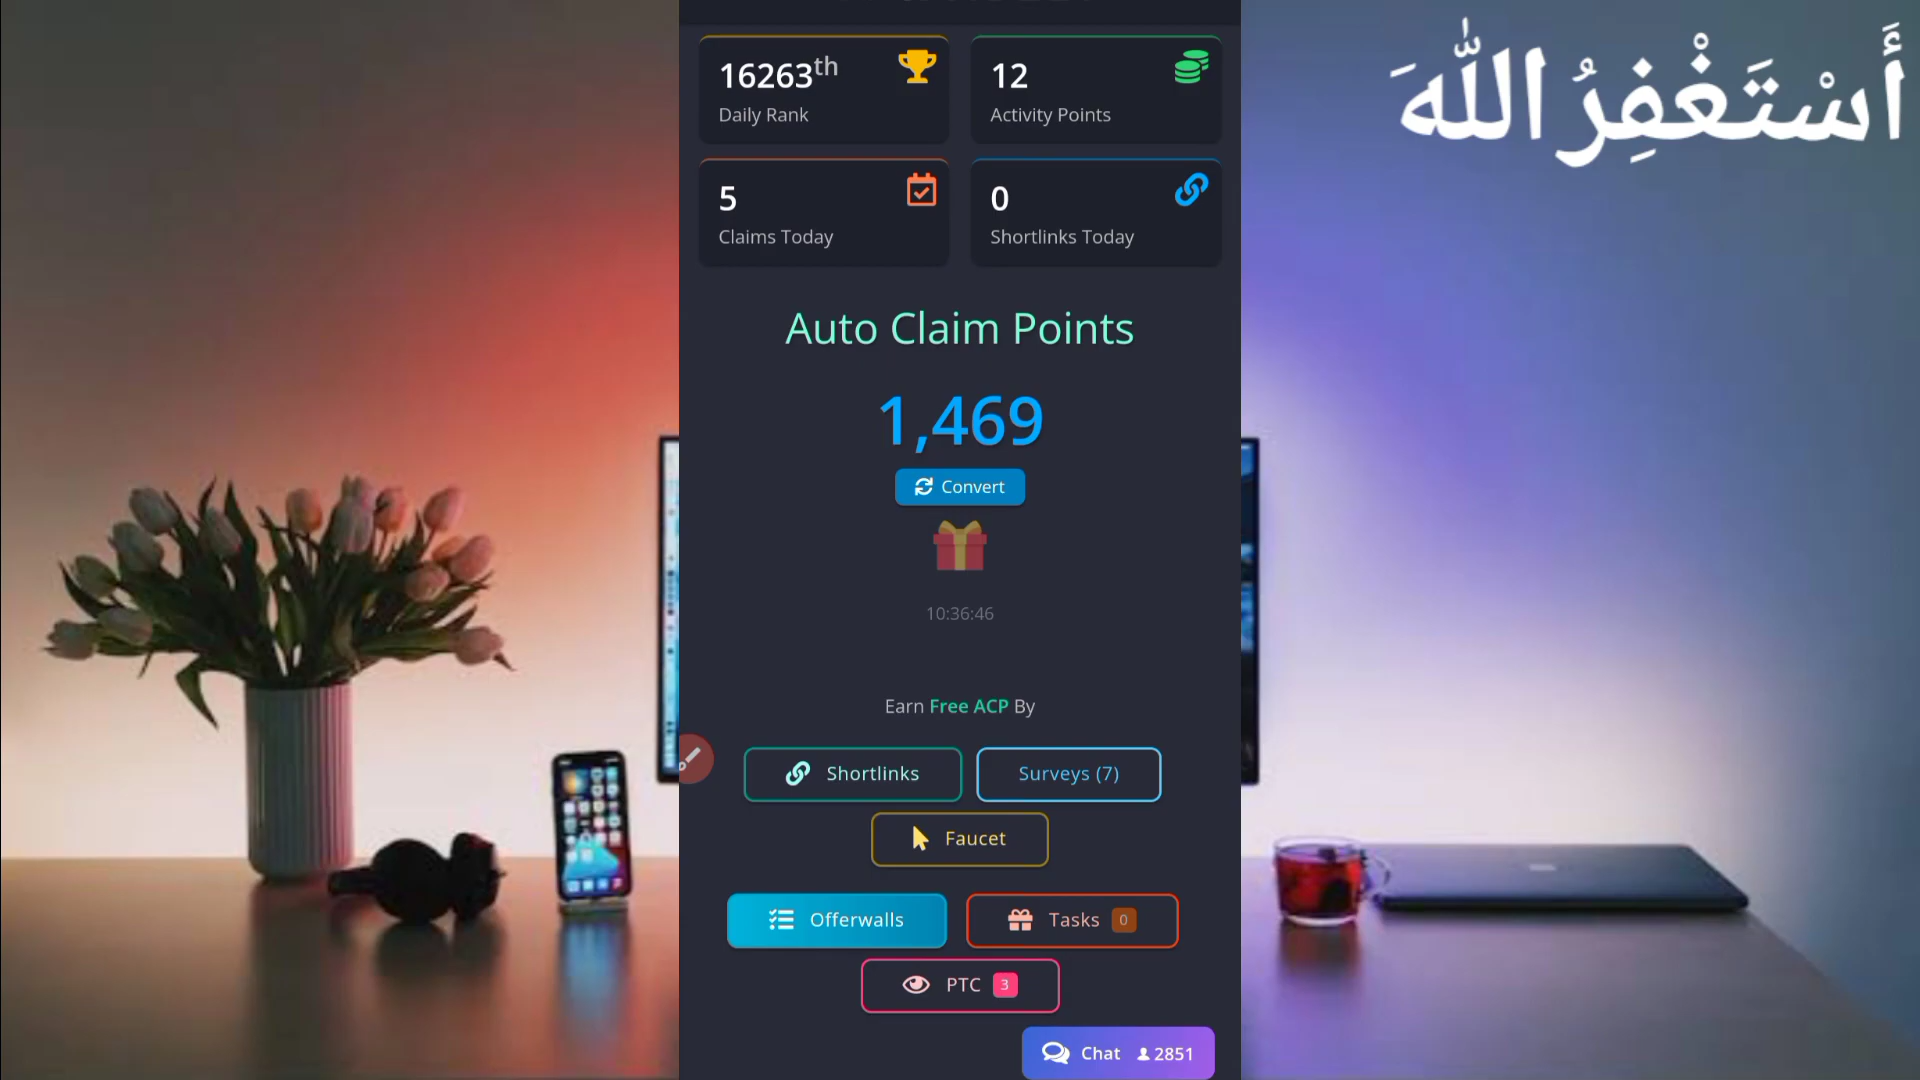 أَسْتَغْفِرُ اللهَ
16263th
Daily Rank
12
Activity Points
5
Claims Today
0
Shortlinks Today
Auto Claim Points
1,469
Convert
10:36:46
Earn Free ACP By
Shortlinks
Surveys (7)
Faucet
Offerwalls
Tasks 0
PTC 3
Chat 2851